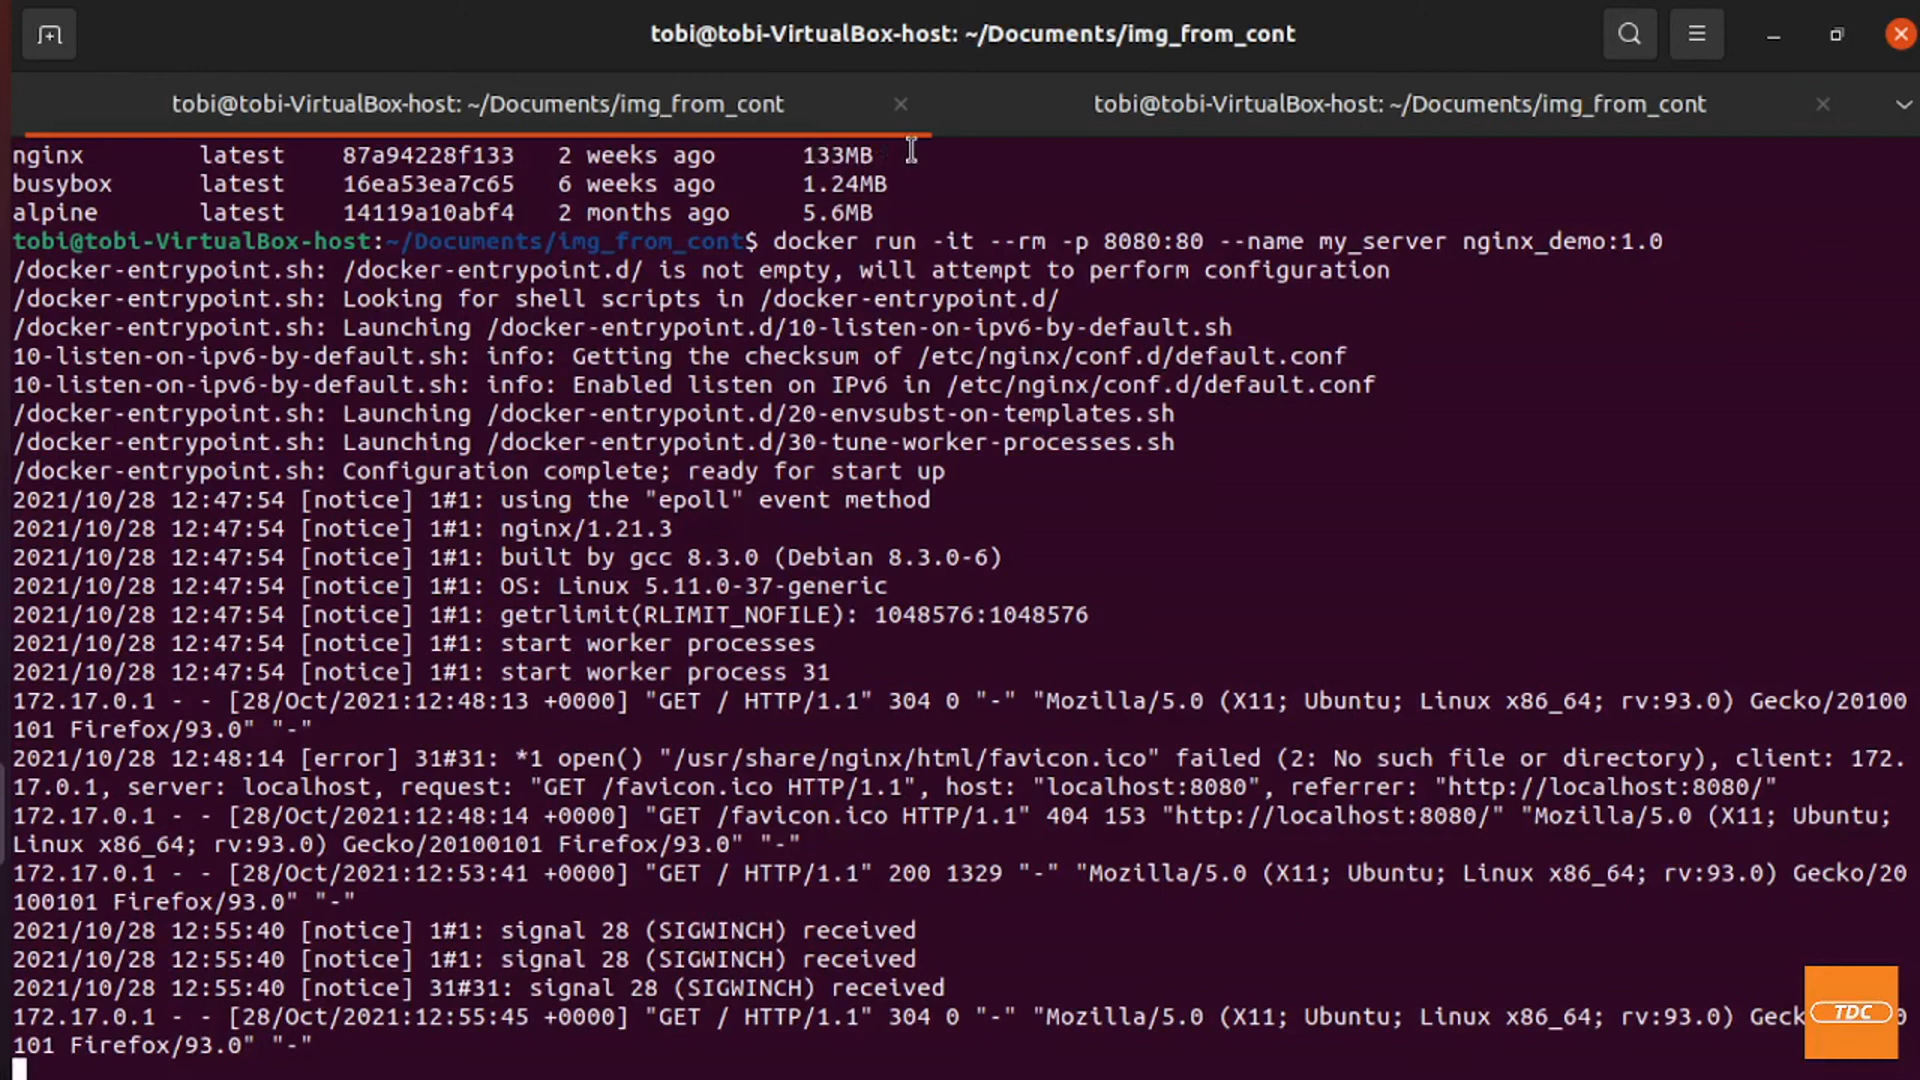 tobi@tobi-VirtualBox-host: ~/Documents/img_from_cont
tobi@tobi-VirtualBox-host: ~/Documents/img_from_cont
tobi@tobi-VirtualBox-host: ~/Documents/img_from_cont
nginx latest 87a94228f133 2 weeks ago 133MB
busybox latest 16ea53ea7c65 6 weeks ago 1.24MB
alpine latest 14119a10abf4 2 months ago 5.6MB
tobi@tobi-VirtualBox-host:~/Documents/img_from_cont$ docker run -it --rm -p 8080:80 --name my_server nginx_demo:1.0
/docker-entrypoint.sh: /docker-entrypoint.d/ is not empty, will attempt to perform configuration
/docker-entrypoint.sh: Looking for shell scripts in /docker-entrypoint.d/
/docker-entrypoint.sh: Launching /docker-entrypoint.d/10-listen-on-ipv6-by-default.sh
10-listen-on-ipv6-by-default.sh: info: Getting the checksum of /etc/nginx/conf.d/default.conf
10-listen-on-ipv6-by-default.sh: info: Enabled listen on IPv6 in /etc/nginx/conf.d/default.conf
/docker-entrypoint.sh: Launching /docker-entrypoint.d/20-envsubst-on-templates.sh
/docker-entrypoint.sh: Launching /docker-entrypoint.d/30-tune-worker-processes.sh
/docker-entrypoint.sh: Configuration complete; ready for start up
2021/10/28 12:47:54 [notice] 1#1: using the "epoll" event method
2021/10/28 12:47:54 [notice] 1#1: nginx/1.21.3
2021/10/28 12:47:54 [notice] 1#1: built by gcc 8.3.0 (Debian 8.3.0-6)
2021/10/28 12:47:54 [notice] 1#1: OS: Linux 5.11.0-37-generic
2021/10/28 12:47:54 [notice] 1#1: getrlimit(RLIMIT_NOFILE): 1048576:1048576
2021/10/28 12:47:54 [notice] 1#1: start worker processes
2021/10/28 12:47:54 [notice] 1#1: start worker process 31
172.17.0.1 - - [28/Oct/2021:12:48:13 +0000] "GET / HTTP/1.1" 304 0 "-" "Mozilla/5.0 (X11; Ubuntu; Linux x86_64; rv:93.0) Gecko/20100
101 Firefox/93.0" "-"
2021/10/28 12:48:14 [error] 31#31: *1 open() "/usr/share/nginx/html/favicon.ico" failed (2: No such file or directory), client: 172.
17.0.1, server: localhost, request: "GET /favicon.ico HTTP/1.1", host: "localhost:8080", referrer: "http://localhost:8080/"
172.17.0.1 - - [28/Oct/2021:12:48:14 +0000] "GET /favicon.ico HTTP/1.1" 404 153 "http://localhost:8080/" "Mozilla/5.0 (X11; Ubuntu;
Linux x86_64; rv:93.0) Gecko/20100101 Firefox/93.0" "-"
172.17.0.1 - - [28/Oct/2021:12:53:41 +0000] "GET / HTTP/1.1" 200 1329 "-" "Mozilla/5.0 (X11; Ubuntu; Linux x86_64; rv:93.0) Gecko/20
100101 Firefox/93.0" "-"
2021/10/28 12:55:40 [notice] 1#1: signal 28 (SIGWINCH) received
2021/10/28 12:55:40 [notice] 1#1: signal 28 (SIGWINCH) received
2021/10/28 12:55:40 [notice] 31#31: signal 28 (SIGWINCH) received
172.17.0.1 - - [28/Oct/2021:12:55:45 +0000] "GET / HTTP/1.1" 304 0 "-" "Mozilla/5.0 (X11; Ubuntu; Linux x86_64; rv:93.0)
101 Firefox/93.0" "-"
TDC